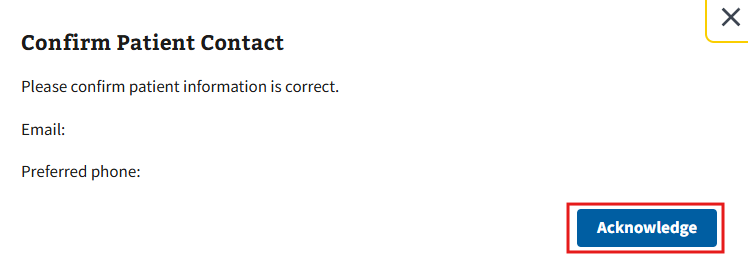 Confirm Patient Contact
Please confirm patient information is correct.
Email:
Preferred phone:
Acknowledge